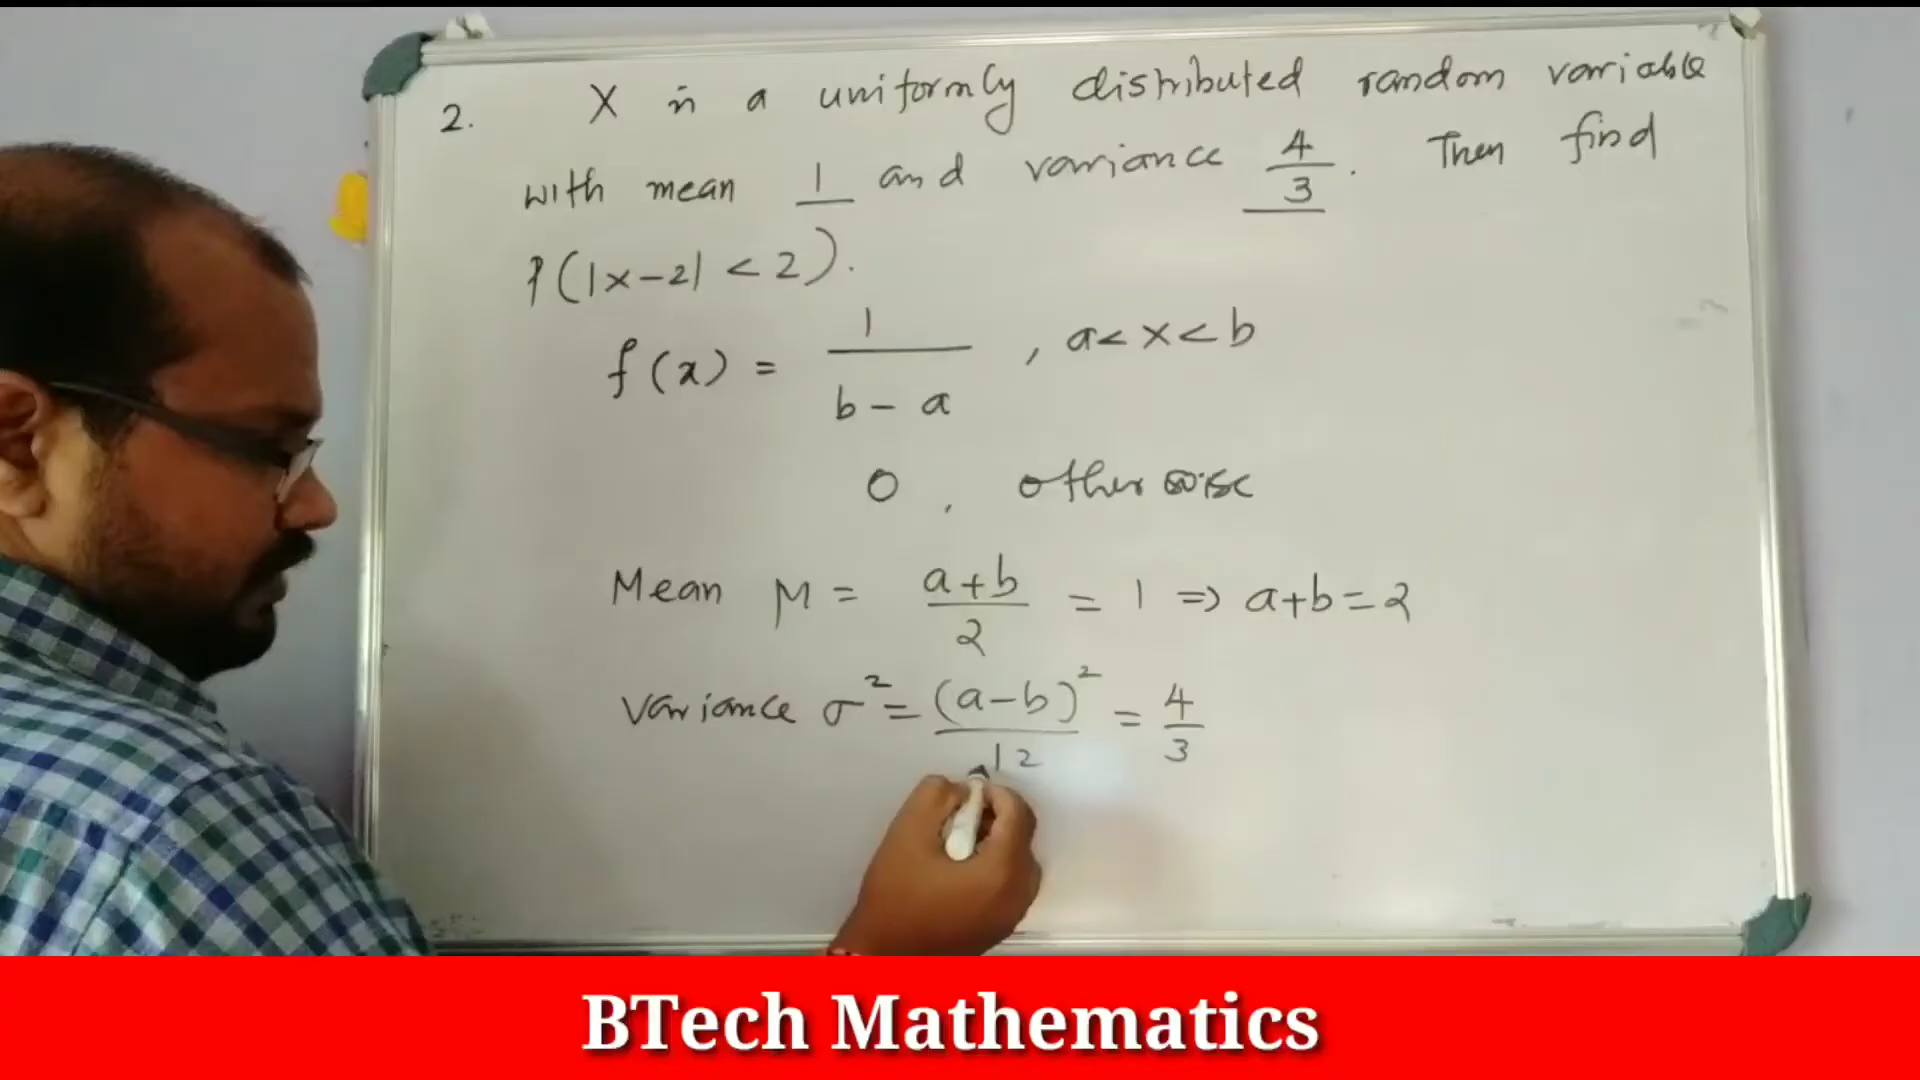 2. X is a uniformly distributed random variable
with mean 1 and variance 4/3. Then find
P(|x-2| < 2).
f(x) = 1/(b-a), a<x<b
0, otherwise
Mean μ = (a+b)/2 = 1 => a+b=2
variance σ² = (a-b)²/12 = 4/3
BTech Mathematics